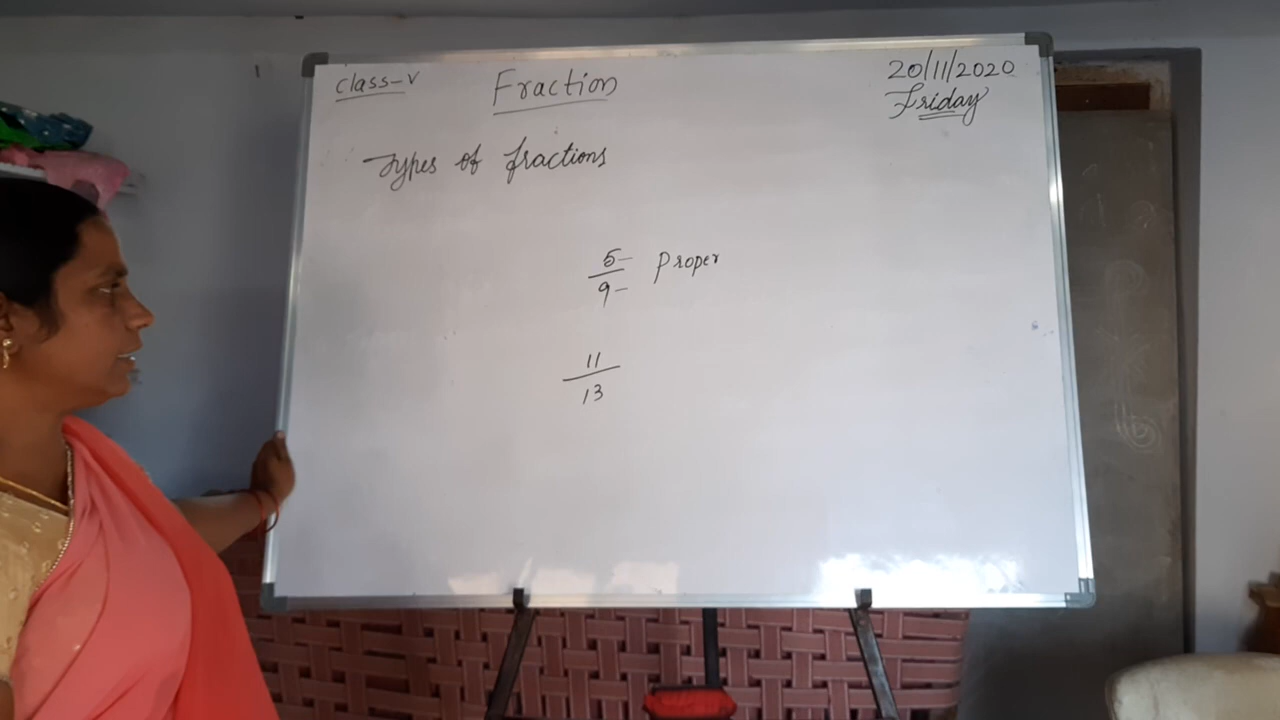 Class-V
Fraction
20/11/2020
Friday
Types of fractions
5
9
Proper
11
13